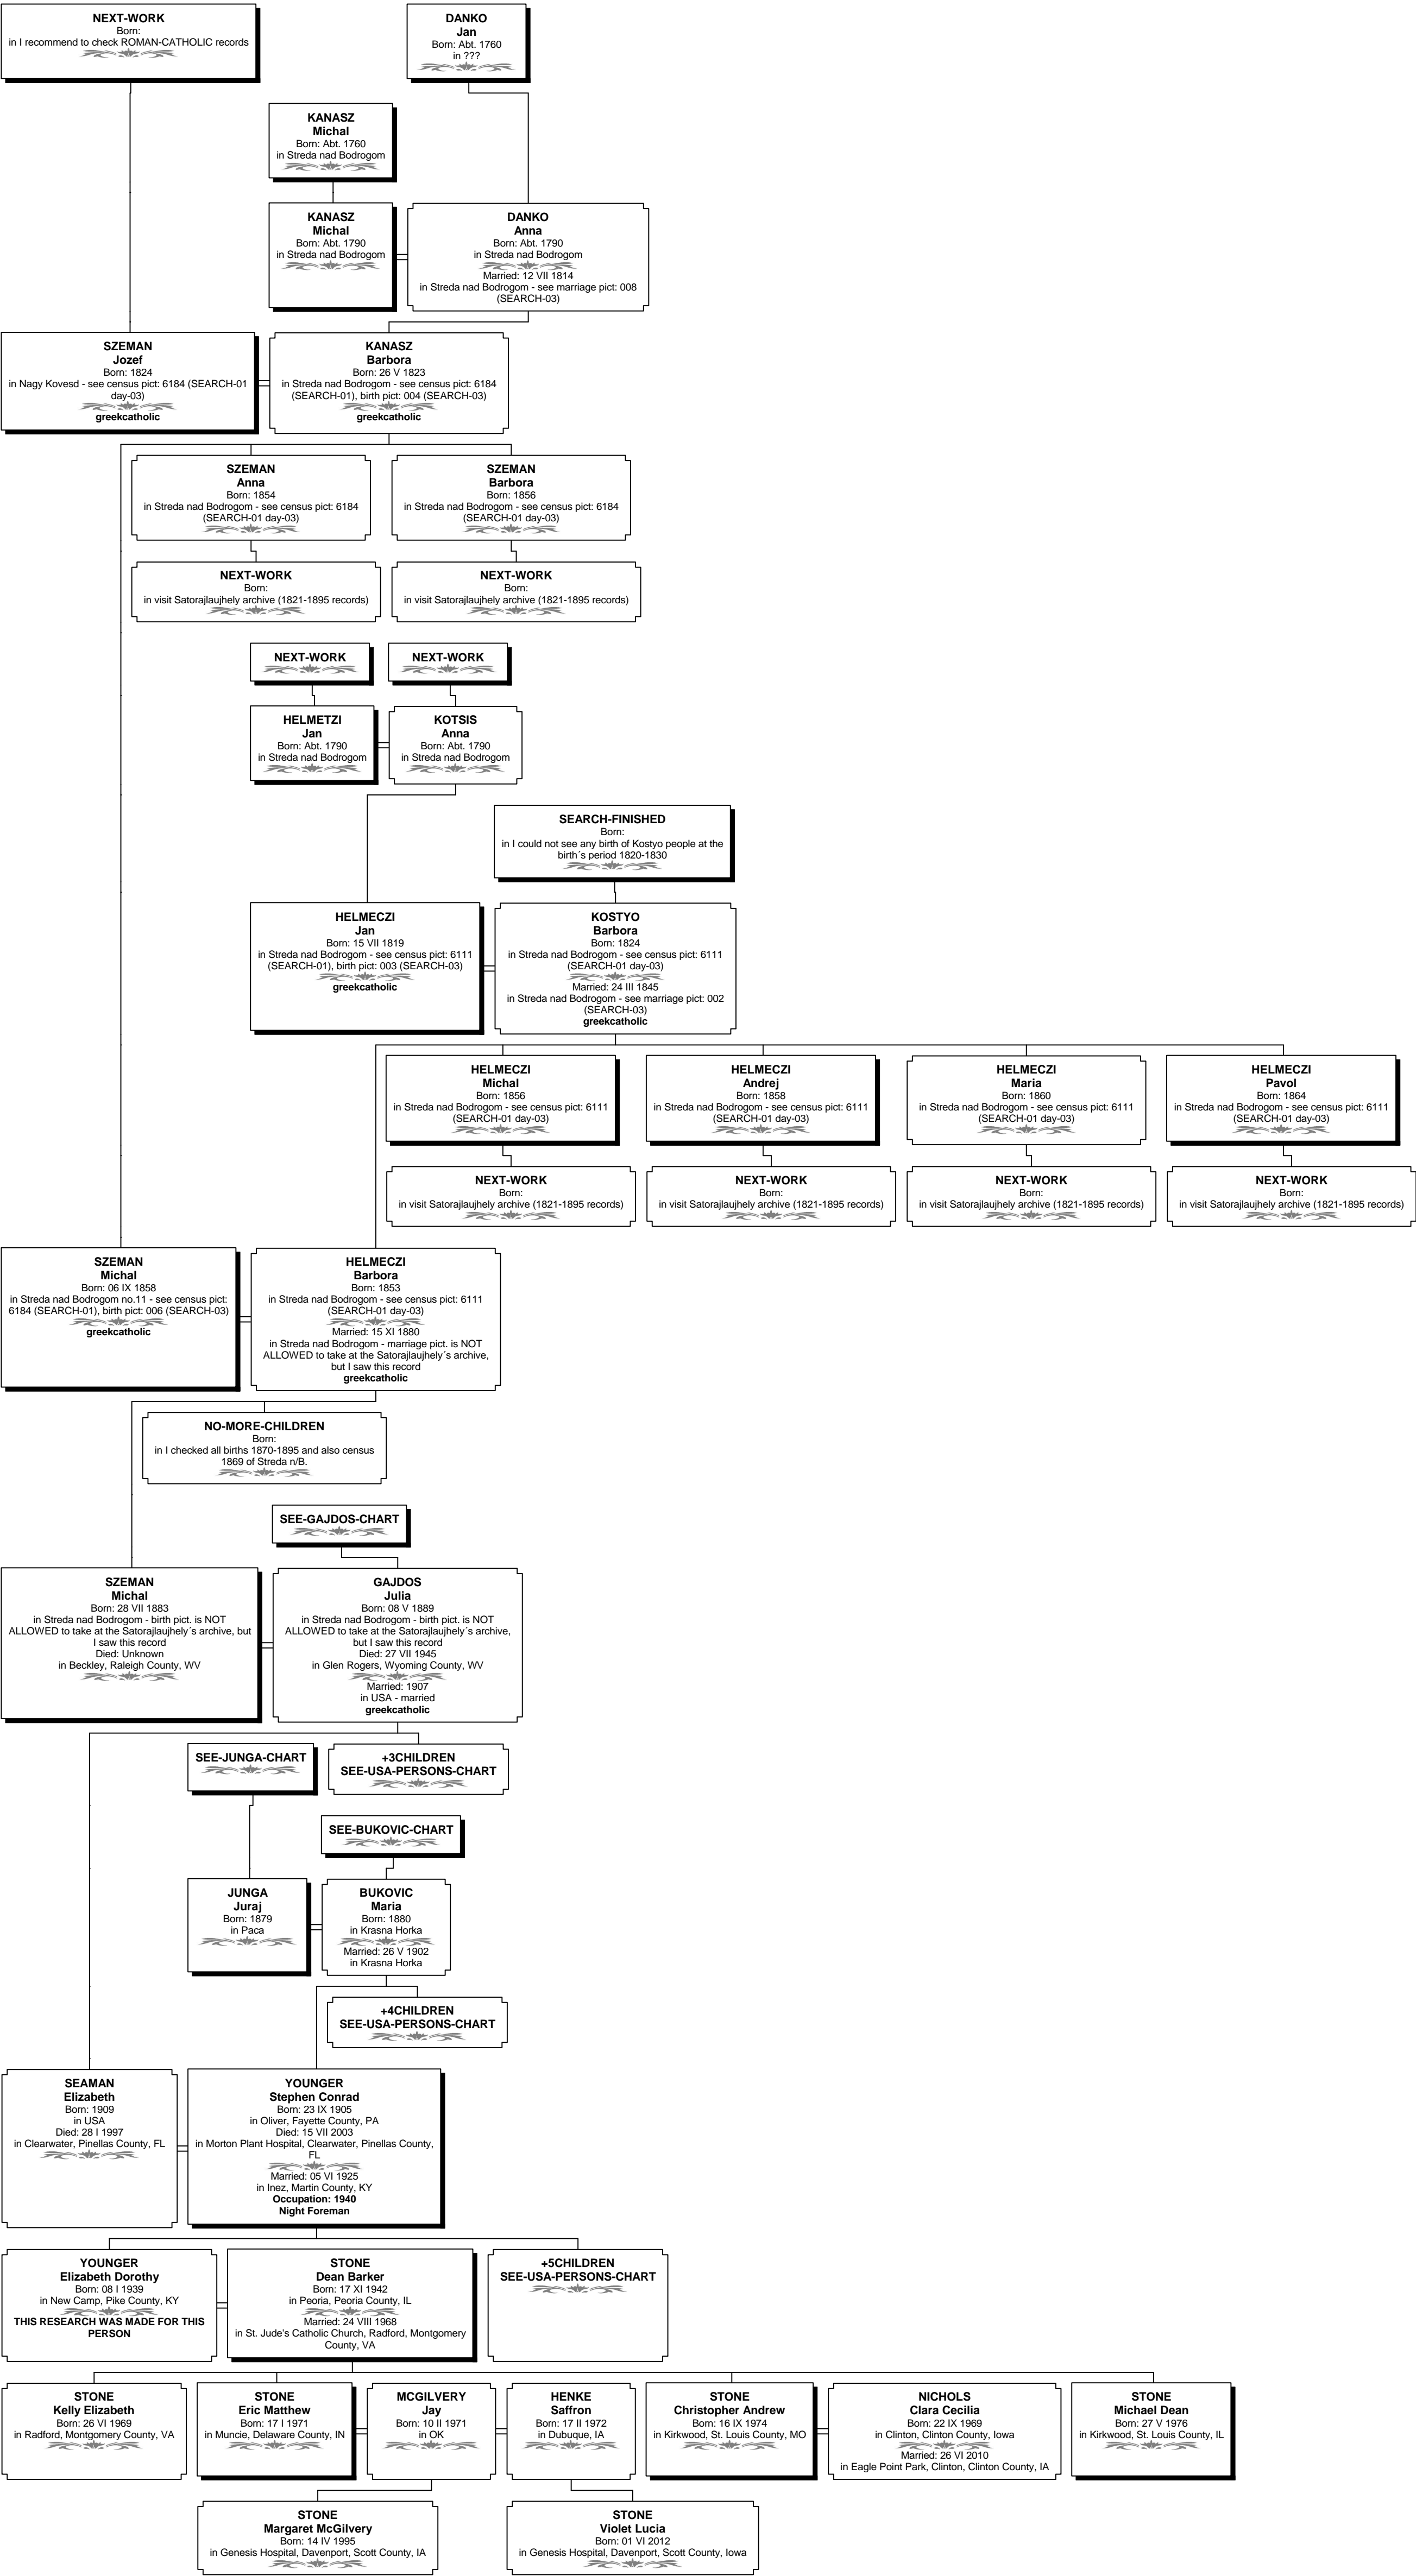 NEXT-WORK
Born:
in I recommend to check ROMAN-CATHOLIC records
DANKO
Jan
Born: Abt. 1760
in ???
KANASZ
Michal
Born: Abt. 1760
in Streda nad Bodrogom
KANASZ
Michal
Born: Abt. 1790
in Streda nad Bodrogom
DANKO
Anna
Born: Abt. 1790
in Streda nad Bodrogom
Married: 12 VII 1814
in Streda nad Bodrogom - see marriage pict: 008
(SEARCH-03)
SZEMAN
Jozef
Born: 1824
in Nagy Kovesd - see census pict: 6184 (SEARCH-01
day-03)
greekcatholic
KANASZ
Barbora
Born: 26 V 1823
in Streda nad Bodrogom - see census pict: 6184
(SEARCH-01), birth pict: 004 (SEARCH-03)
greekcatholic
SZEMAN
Anna
Born: 1854
in Streda nad Bodrogom - see census pict: 6184
(SEARCH-01 day-03)
SZEMAN
Barbora
Born: 1856
in Streda nad Bodrogom - see census pict: 6184
(SEARCH-01 day-03)
NEXT-WORK
Born:
in visit Satorajlaujhely archive (1821-1895 records)
NEXT-WORK
Born:
in visit Satorajlaujhely archive (1821-1895 records)
NEXT-WORK
NEXT-WORK
HELMETZI
Jan
Born: Abt. 1790
in Streda nad Bodrogom
KOTSIS
Anna
Born: Abt. 1790
in Streda nad Bodrogom
SEARCH-FINISHED
Born:
in I could not see any birth of Kostyo people at the
birth´s period 1820-1830
HELMECZI
Jan
Born: 15 VII 1819
in Streda nad Bodrogom - see census pict: 6111
(SEARCH-01), birth pict: 003 (SEARCH-03)
greekcatholic
KOSTYO
Barbora
Born: 1824
in Streda nad Bodrogom - see census pict: 6111
(SEARCH-01 day-03)
Married: 24 III 1845
in Streda nad Bodrogom - see marriage pict: 002
(SEARCH-03)
greekcatholic
HELMECZI
Michal
Born: 1856
in Streda nad Bodrogom - see census pict: 6111
(SEARCH-01 day-03)
HELMECZI
Andrej
Born: 1858
in Streda nad Bodrogom - see census pict: 6111
(SEARCH-01 day-03)
HELMECZI
Maria
Born: 1860
in Streda nad Bodrogom - see census pict: 6111
(SEARCH-01 day-03)
HELMECZI
Pavol
Born: 1864
in Streda nad Bodrogom - see census pict: 6111
(SEARCH-01 day-03)
NEXT-WORK
Born:
in visit Satorajlaujhely archive (1821-1895 records)
NEXT-WORK
Born:
in visit Satorajlaujhely archive (1821-1895 records)
NEXT-WORK
Born:
in visit Satorajlaujhely archive (1821-1895 records)
NEXT-WORK
Born:
in visit Satorajlaujhely archive (1821-1895 records)
SZEMAN
Michal
Born: 06 IX 1858
in Streda nad Bodrogom no.11 - see census pict:
6184 (SEARCH-01), birth pict: 006 (SEARCH-03)
greekcatholic
HELMECZI
Barbora
Born: 1853
in Streda nad Bodrogom - see census pict: 6111
(SEARCH-01 day-03)
Married: 15 XI 1880
in Streda nad Bodrogom - marriage pict. is NOT
ALLOWED to take at the Satorajlaujhely´s archive,
but I saw this record
greekcatholic
NO-MORE-CHILDREN
Born:
in I checked all births 1870-1895 and also census
1869 of Streda n/B.
SEE-GAJDOS-CHART
SZEMAN
Michal
Born: 28 VII 1883
in Streda nad Bodrogom - birth pict. is NOT
ALLOWED to take at the Satorajlaujhely´s archive, but
I saw this record
Died: Unknown
in Beckley, Raleigh County, WV
GAJDOS
Julia
Born: 08 V 1889
in Streda nad Bodrogom - birth pict. is NOT
ALLOWED to take at the Satorajlaujhely´s archive,
but I saw this record
Died: 27 VII 1945
in Glen Rogers, Wyoming County, WV
Married: 1907
in USA - married
greekcatholic
SEE-JUNGA-CHART
+3CHILDREN
SEE-USA-PERSONS-CHART
SEE-BUKOVIC-CHART
JUNGA
Juraj
Born: 1879
in Paca
BUKOVIC
Maria
Born: 1880
in Krasna Horka
Married: 26 V 1902
in Krasna Horka
+4CHILDREN
SEE-USA-PERSONS-CHART
SEAMAN
Elizabeth
Born: 1909
in USA
Died: 28 I 1997
in Clearwater, Pinellas County, FL
YOUNGER
Stephen Conrad
Born: 23 IX 1905
in Oliver, Fayette County, PA
Died: 15 VII 2003
in Morton Plant Hospital, Clearwater, Pinellas County,
FL
Married: 05 VI 1925
in Inez, Martin County, KY
Occupation: 1940
Night Foreman
YOUNGER
Elizabeth Dorothy
Born: 08 I 1939
in New Camp, Pike County, KY
THIS RESEARCH WAS MADE FOR THIS
PERSON
STONE
Dean Barker
Born: 17 XI 1942
in Peoria, Peoria County, IL
Married: 24 VIII 1968
in St. Jude's Catholic Church, Radford, Montgomery
County, VA
+5CHILDREN
SEE-USA-PERSONS-CHART
STONE
Kelly Elizabeth
Born: 26 VI 1969
in Radford, Montgomery County, VA
STONE
Eric Matthew
Born: 17 I 1971
in Muncie, Delaware County, IN
MCGILVERY
Jay
Born: 10 II 1971
in OK
HENKE
Saffron
Born: 17 II 1972
in Dubuque, IA
STONE
Christopher Andrew
Born: 16 IX 1974
in Kirkwood, St. Louis County, MO
NICHOLS
Clara Cecilia
Born: 22 IX 1969
in Clinton, Clinton County, Iowa
Married: 26 VI 2010
in Eagle Point Park, Clinton, Clinton County, IA
STONE
Michael Dean
Born: 27 V 1976
in Kirkwood, St. Louis County, IL
STONE
Margaret McGilvery
Born: 14 IV 1995
in Genesis Hospital, Davenport, Scott County, IA
STONE
Violet Lucia
Born: 01 VI 2012
in Genesis Hospital, Davenport, Scott County, Iowa